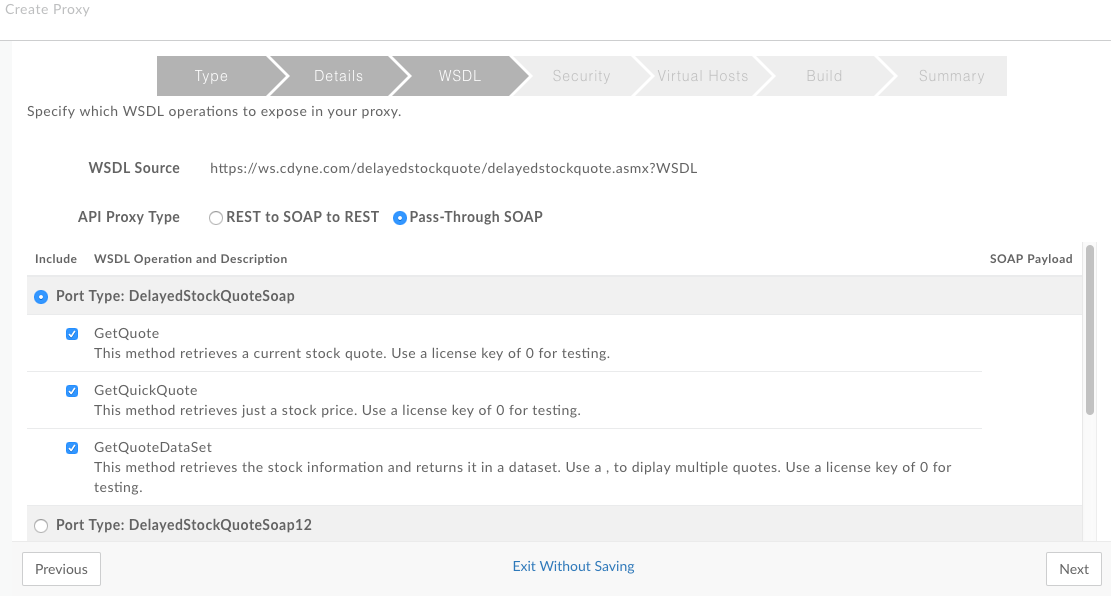 Create Proxy
Type Details WSDL Security Virtual Hosts Build Summary
Specify which WSDL operations to expose in your proxy.
WSDL Source https://ws.cdyne.com/delayedstockquote/delayedstockquote.asmx?WSDL
API Proxy Type REST to SOAP to REST Pass-Through SOAP
Include WSDL Operation and Description SOAP Payload
Port Type: DelayedStockQuoteSoap
GetQuote
This method retrieves a current stock quote. Use a license key of 0 for testing.
GetQuickQuote
This method retrieves just a stock price. Use a license key of 0 for testing.
GetQuoteDataSet
This method retrieves the stock information and returns it in a dataset. Use a , to diplay multiple quotes. Use a license key of 0 for
testing.
Port Type: DelayedStockQuoteSoap12
Previous Exit Without Saving Next